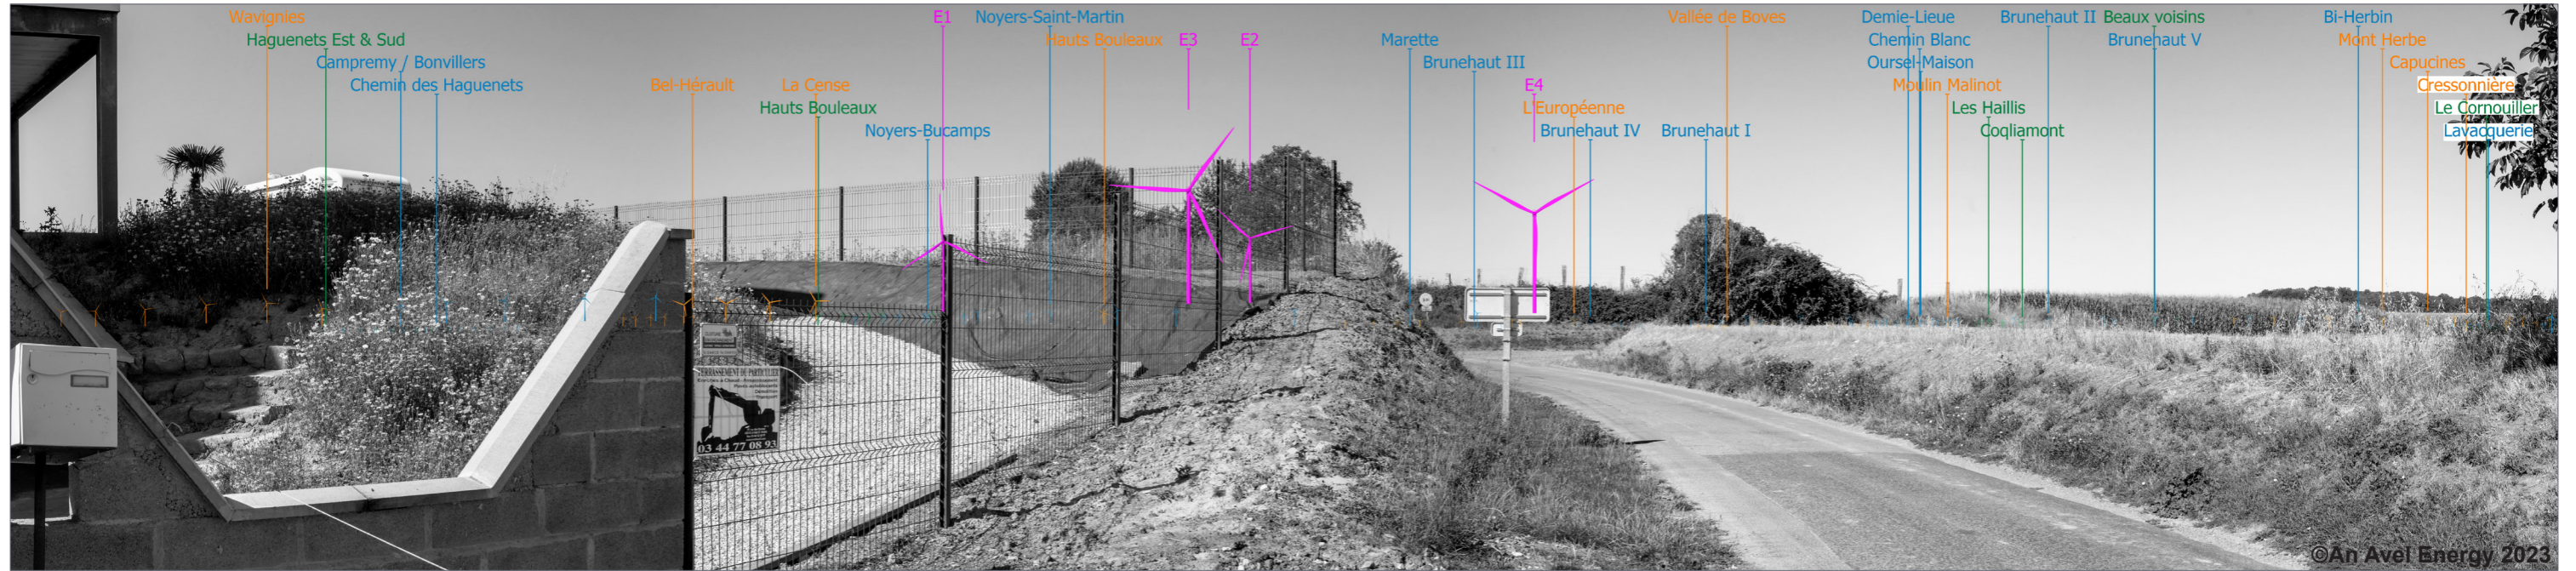 Wavignies
Haguenets Est & Sud
Campremy / Bonvillers
Chemin des Haguenets
Bel-Hérault
La Cense
Hauts Bouleaux
Noyers-Bucamps
E1
Noyers-Saint-Martin
Hauts Bouleaux
E3
E2
Marette
Brunehaut III
E4
L'Européenne
Brunehaut IV
Brunehaut I
Vallée de Boves
Demie-Lieue
Chemin Blanc
Oursel-Maison
Moulin Malinot
Les Haillis
Coqliamont
Brunehaut II
Beaux voisins
Brunehaut V
Bi-Herbin
Mont Herbe
Capucines
Cressonnière
Le Cornouiller
Lavacquerie
TERRASSEMENT DU PARTICULIER
03 44 77 08 93
©An Avel Energy 2023